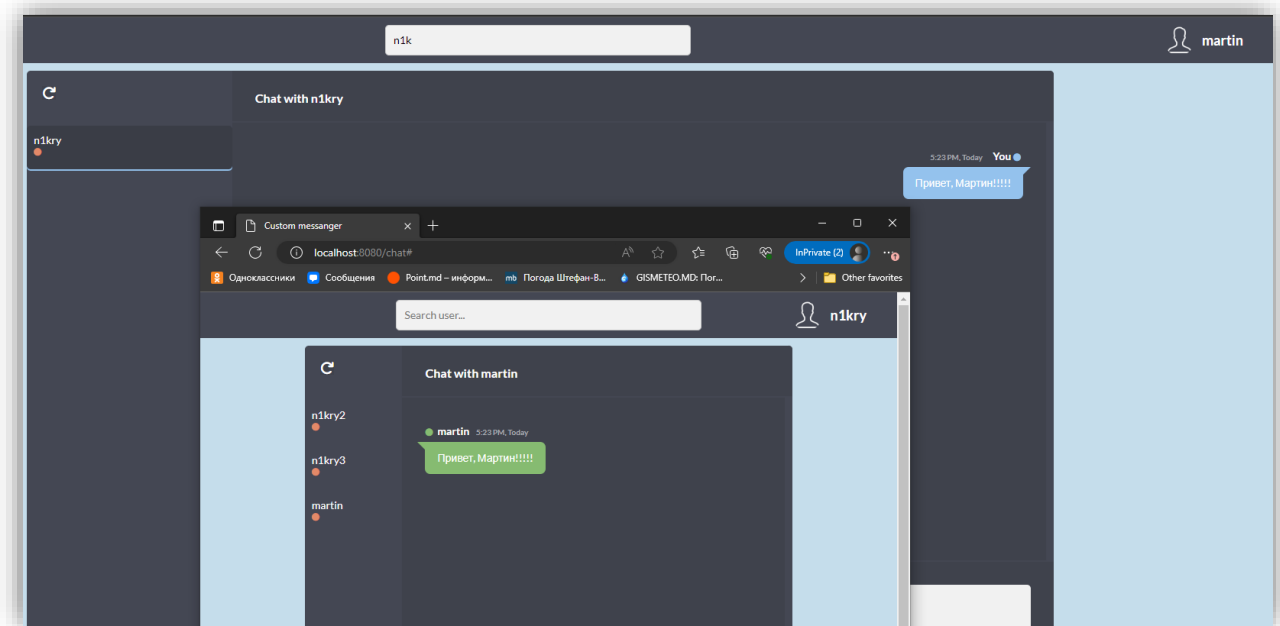 n1k
martin
Chat with n1kry
n1kry
5:23 PM, Today You
Привет, Мартин!!!!!
Custom messanger
localhost:8080/chat#
InPrivate (2)
Одноклассники
Сообщения
Point.md – информ...
mb Погода Штефан-В...
GISMETEO.MD: Пог...
Other favorites
Search user...
n1kry
Chat with martin
n1kry2
martin 5:23 PM, Today
Привет, Мартин!!!!!
n1kry3
martin